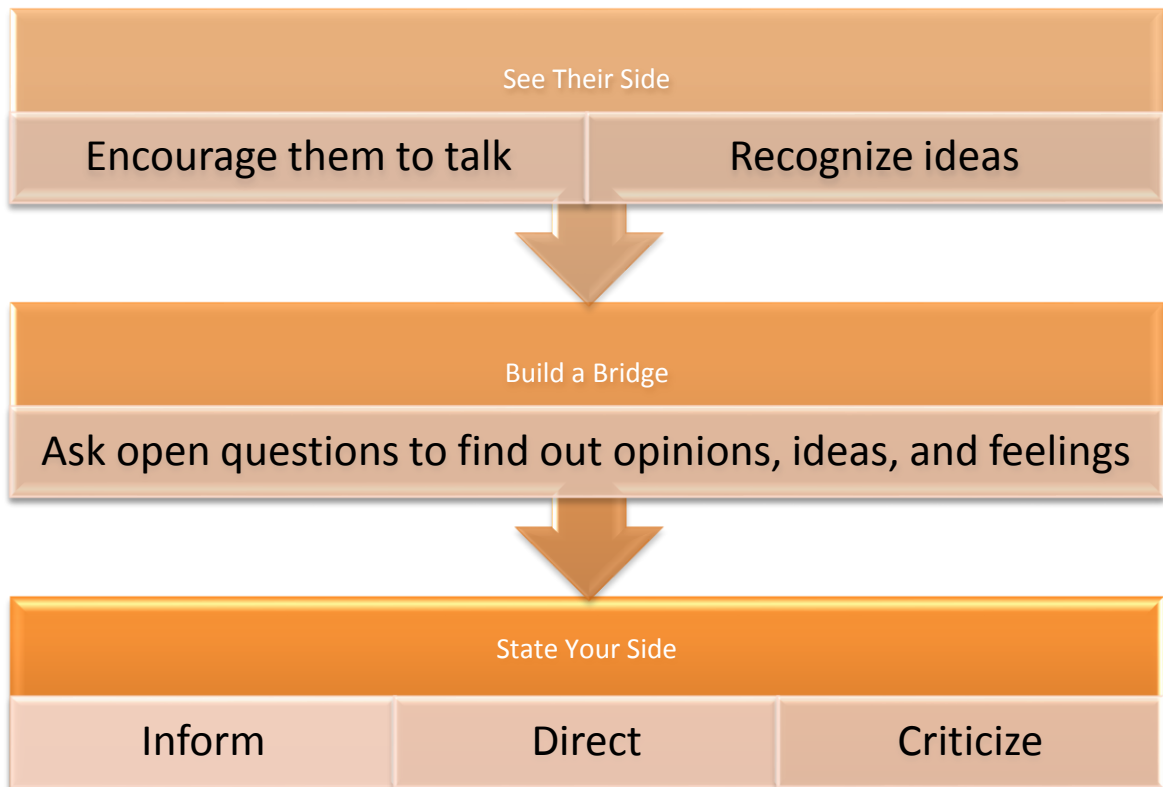 See Their Side
Encourage them to talk
Recognize ideas
Build a Bridge
Ask open questions to find out opinions, ideas, and feelings
State Your Side
Inform
Direct
Criticize